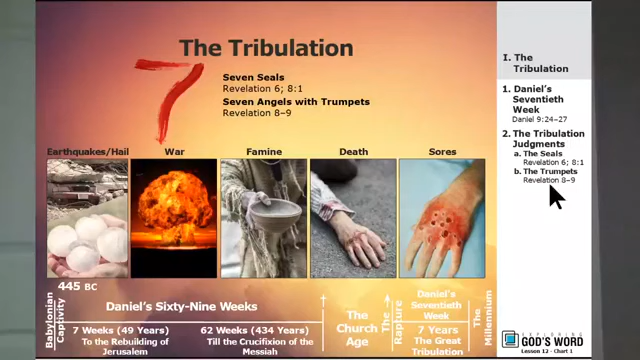 The Tribulation
7
Seven Seals
Revelation 6; 8:1
Seven Angels with Trumpets
Revelation 8–9
Earthquakes/Hail
War
Famine
Death
Sores
445 BC
Babylonian
Captivity
Daniel's Sixty-Nine Weeks
7 Weeks (49 Years)
To the Rebuilding of
Jerusalem
62 Weeks (434 Years)
Till the Crucifixion of the
Messiah
The
Church
Age
The
Rapture
Daniel's
Seventieth
Week
7 Years
The Great
Tribulation
The
Millennium
I. The
Tribulation
1. Daniel's
Seventieth
Week
Daniel 9:24–27
2. The Tribulation
Judgments
a. The Seals
Revelation 6; 8:1
b. The Trumpets
Revelation 8–9
EXPLORING
GOD'S WORD
Lesson 12 - Chart 1